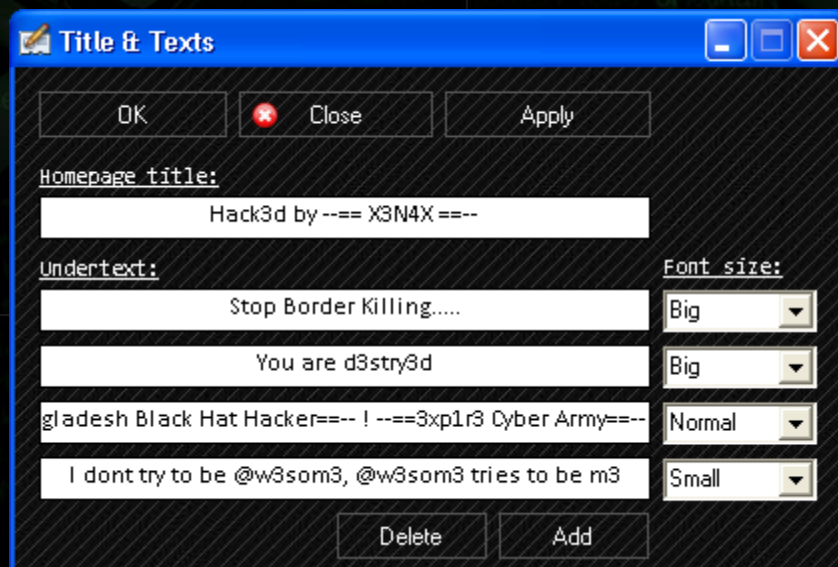 Title & Texts
OK Close Apply
Homepage title:
Hack3d by --== X3N4X ==--
Undertext: Font size:
Stop Border Killing..... Big
You are d3stry3d Big
gladesh Black Hat Hacker==-- ! --==3xp1r3 Cyber Army==-- Normal
I dont try to be @w3som3, @w3som3 tries to be m3 Small
Delete Add